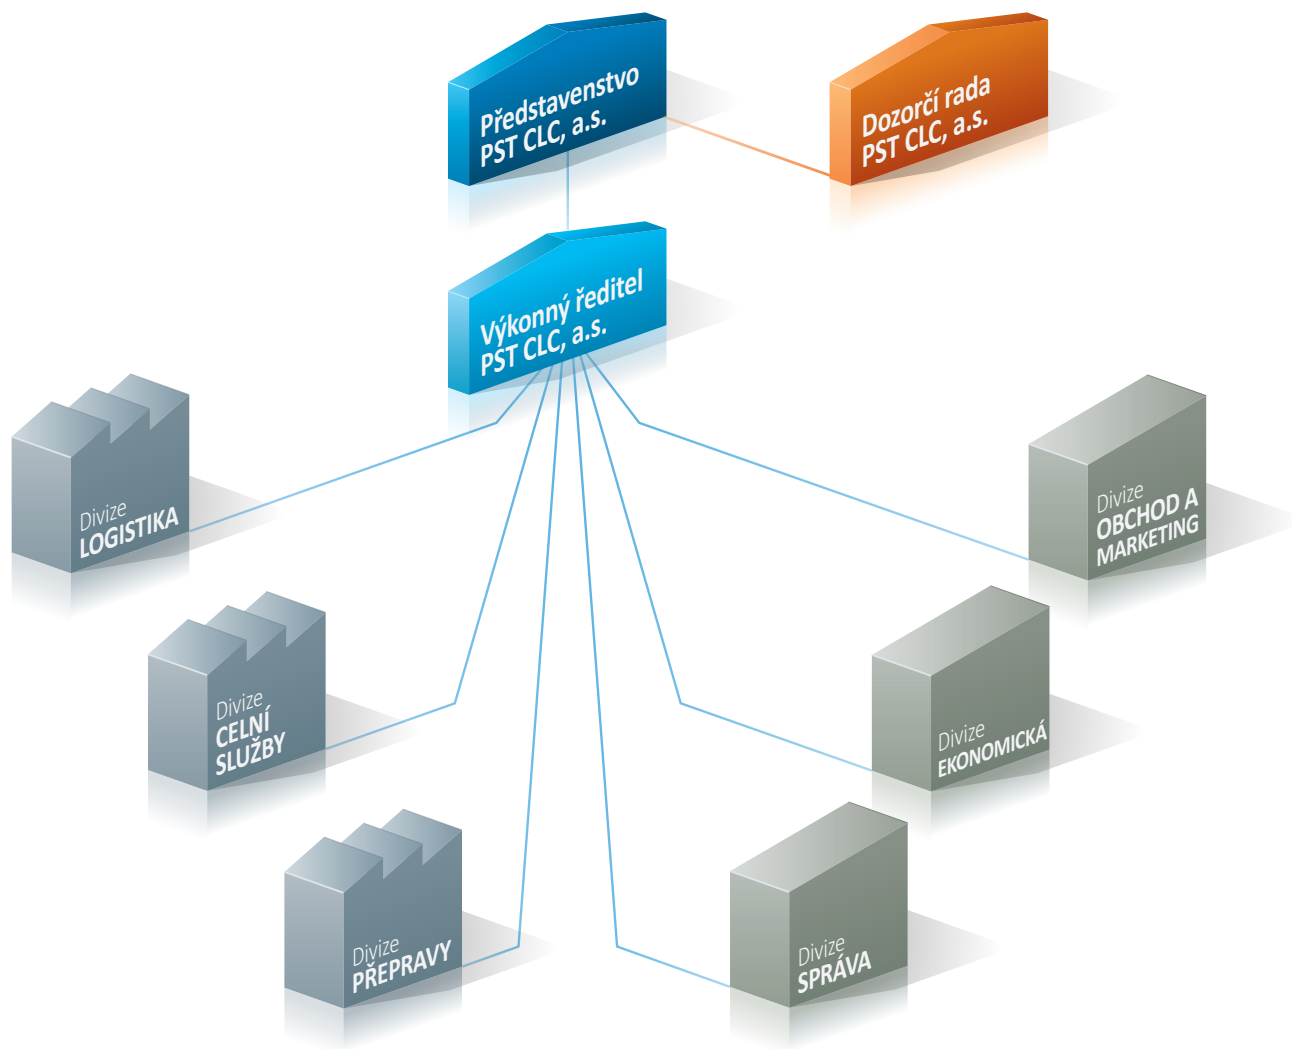 Představenstvo
PST CLC, a.s.
Dozorčí rada
PST CLC, a.s.
Výkonný ředitel
PST CLC, a.s.
Divize
LOGISTIKA
Divize
OBCHOD A
MARKETING
Divize
CELNÍ
SLUŽBY
Divize
EKONOMICKÁ
Divize
PŘEPRAVY
Divize
SPRÁVA